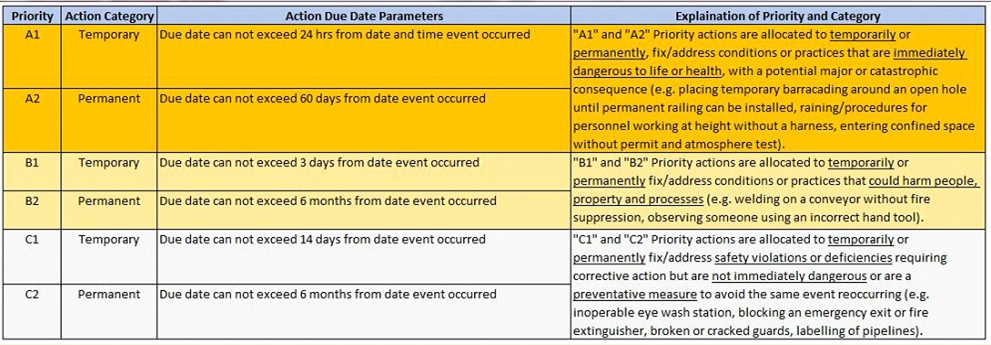 Priority Action Category Action Due Date Parameters Explaination of Priority and Category
A1 Temporary Due date can not exceed 24 hrs from date and time event occurred
"A1" and "A2" Priority actions are allocated to temporarily or
permanently, fix/address conditions or practices that are immediately
dangerous to life or health, with a potential major or catastrophic
consequence (e.g. placing temporary barracading around an open hole
until permanent railing can be installed, raining/procedures for
personnel working at height without a harness, entering confined space
without permit and atmosphere test).
A2 Permanent Due date can not exceed 60 days from date event occurred
B1 Temporary Due date can not exceed 3 days from date event occurred
"B1" and "B2" Priority actions are allocated to temporarily or
permanently fix/address conditions or practices that could harm people,
property and processes (e.g. welding on a conveyor without fire
suppression, observing someone using an incorrect hand tool).
B2 Permanent Due date can not exceed 6 months from date event occurred
C1 Temporary Due date can not exceed 14 days from date event occurred
"C1" and "C2" Priority actions are allocated to temporarily or
permanently fix/address safety violations or deficiencies requiring
corrective action but are not immediately dangerous or are a
preventative measure to avoid the same event reoccurring (e.g.
inoperable eye wash station, blocking an emergency exit or fire
extinguisher, broken or cracked guards, labelling of pipelines).
C2 Permanent Due date can not exceed 6 months from date event occurred